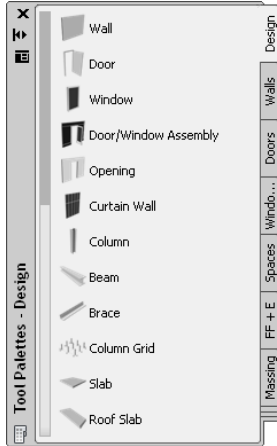 Tool Palettes - Design
Wall
Door
Window
Door/Window Assembly
Opening
Curtain Wall
Column
Beam
Brace
Column Grid
Slab
Roof Slab
Design
Walls
Doors
Windo...
Spaces
FF + E
Massing